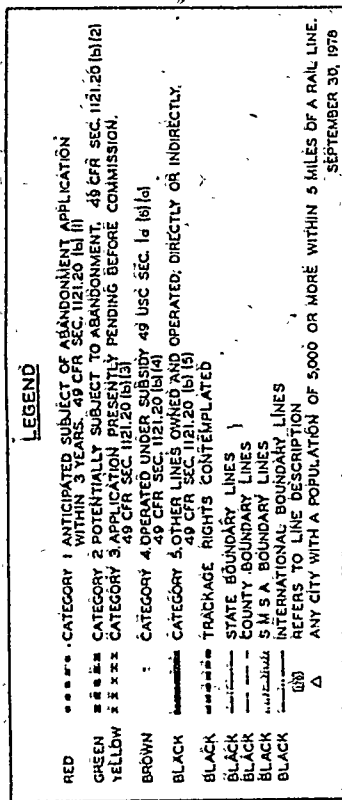 LEGEND
RED CATEGORY 1 ANTICIPATED SUBJECT OF ABANDONMENT APPLICATION
WITHIN 3 YEARS. 49 CFR SEC. 1121.20 (b)(1)
GREEN CATEGORY 2 POTENTIALLY SUBJECT TO ABANDONMENT, 49 CFR SEC. 1121.20 (b)(2)
YELLOW CATEGORY 3 APPLICATION PRESENTLY PENDING BEFORE COMMISSION.
49 CFR SEC. 1121.20 (b)(3)
BROWN CATEGORY 4 OPERATED UNDER SUBSIDY 49 USC SEC. 1a (6)(a)
49 CFR SEC. 1121.20 (b)(4)
BLACK CATEGORY 5 OTHER LINES OWNED AND OPERATED; DIRECTLY OR INDIRECTLY.
49 CFR SEC. 1121.20 (b)(5)
BLACK TRACKAGE RIGHTS CONTEMPLATED
BLACK STATE BOUNDARY LINES
BLACK COUNTY BOUNDARY LINES
BLACK S M S A BOUNDARY LINES
BLACK INTERNATIONAL BOUNDARY LINES
REFERS TO LINE DESCRIPTION
△ ANY CITY WITH A POPULATION OF 5,000 OR MORE WITHIN 5 MILES OF A RAIL LINE.
SEPTEMBER 30, 1978